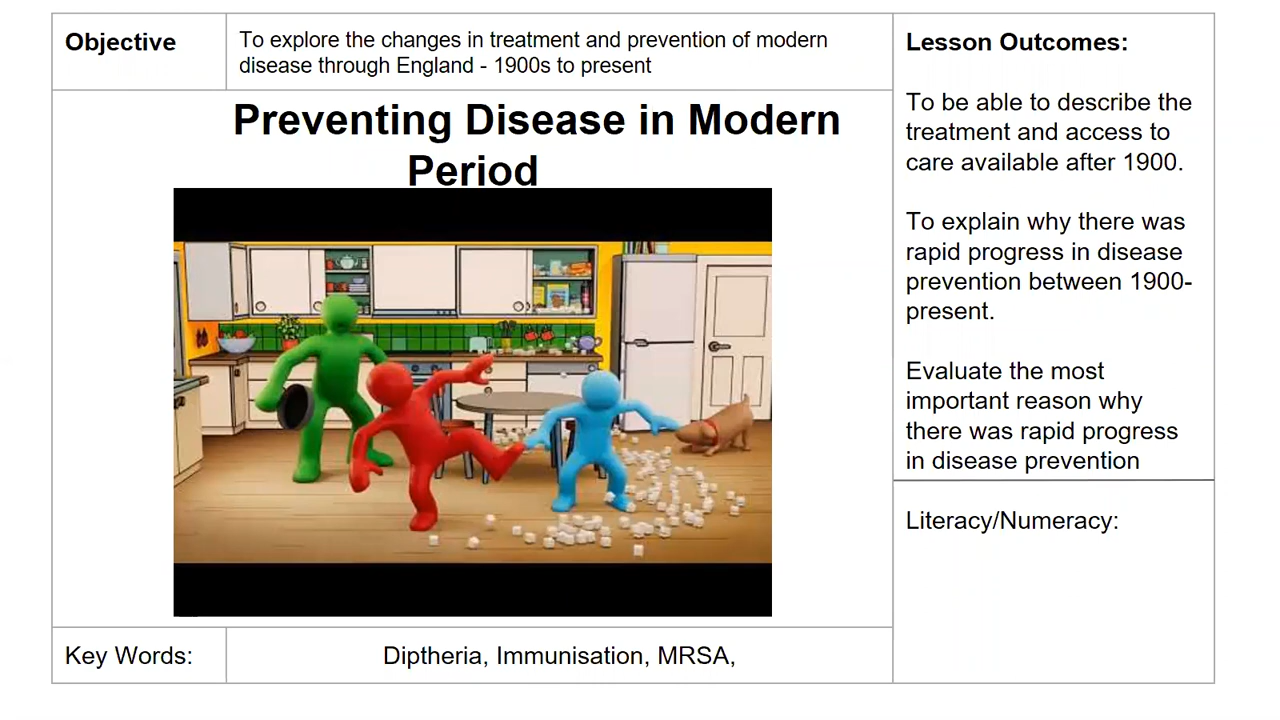 Objective
To explore the changes in treatment and prevention of modern
disease through England - 1900s to present
Preventing Disease in Modern
Period
Key Words:
Diptheria, Immunisation, MRSA,
Lesson Outcomes:
To be able to describe the
treatment and access to
care available after 1900.
To explain why there was
rapid progress in disease
prevention between 1900-
present.
Evaluate the most
important reason why
there was rapid progress
in disease prevention
Literacy/Numeracy: